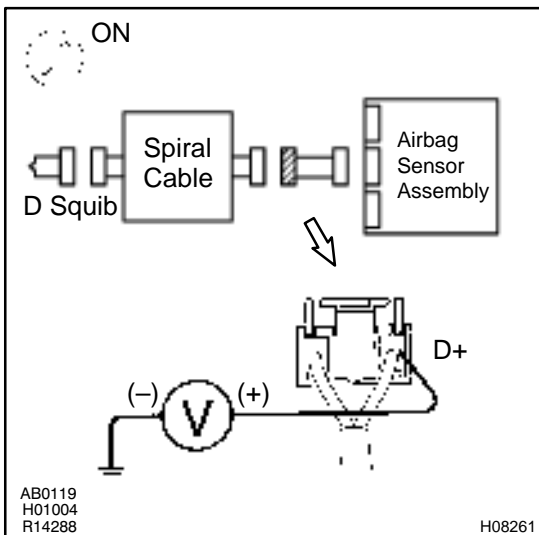 ON
Spiral
Cable
Airbag
Sensor
Assembly
D Squib
D+
(–)
V
(+)
AB0119
H01004
R14288
H08261